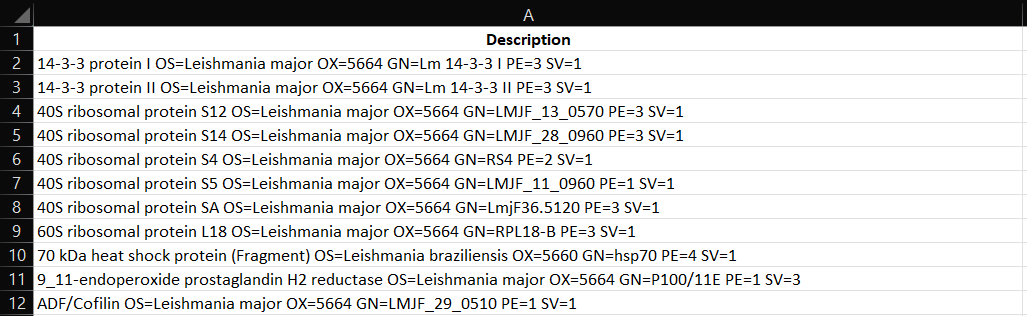 A
1 Description
2 14-3-3 protein I OS=Leishmania major OX=5664 GN=Lm 14-3-3 I PE=3 SV=1
3 14-3-3 protein II OS=Leishmania major OX=5664 GN=Lm 14-3-3 II PE=3 SV=1
4 40S ribosomal protein S12 OS=Leishmania major OX=5664 GN=LMJF_13_0570 PE=3 SV=1
5 40S ribosomal protein S14 OS=Leishmania major OX=5664 GN=LMJF_28_0960 PE=3 SV=1
6 40S ribosomal protein S4 OS=Leishmania major OX=5664 GN=RS4 PE=2 SV=1
7 40S ribosomal protein S5 OS=Leishmania major OX=5664 GN=LMJF_11_0960 PE=1 SV=1
8 40S ribosomal protein SA OS=Leishmania major OX=5664 GN=LmjF36.5120 PE=3 SV=1
9 60S ribosomal protein L18 OS=Leishmania major OX=5664 GN=RPL18-B PE=3 SV=1
10 70 kDa heat shock protein (Fragment) OS=Leishmania braziliensis OX=5660 GN=hsp70 PE=4 SV=1
11 9_11-endoperoxide prostaglandin H2 reductase OS=Leishmania major OX=5664 GN=P100/11E PE=1 SV=3
12 ADF/Cofilin OS=Leishmania major OX=5664 GN=LMJF_29_0510 PE=1 SV=1